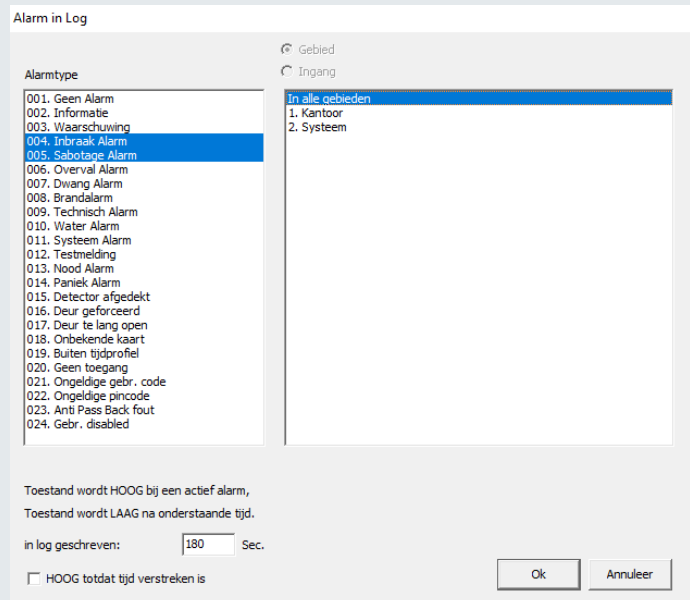 Alarm in Log
Gebied
Ingang
Alarmtype
001. Geen Alarm
002. Informatie
003. Waarschuwing
004. Inbraak Alarm
005. Sabotage Alarm
006. Overval Alarm
007. Dwang Alarm
008. Brandalarm
009. Technisch Alarm
010. Water Alarm
011. Systeem Alarm
012. Testmelding
013. Nood Alarm
014. Paniek Alarm
015. Detector afgedekt
016. Deur geforceerd
017. Deur te lang open
018. Onbekende kaart
019. Buiten tijdprofiel
020. Geen toegang
021. Ongeldige gebr. code
022. Ongeldige pincode
023. Anti Pass Back fout
024. Gebr. disabled
In alle gebieden
1. Kantoor
2. Systeem
Toestand wordt HOOG bij een actief alarm,
Toestand wordt LAAG na onderstaande tijd.
in log geschreven: 180 Sec.
HOOG totdat tijd verstreken is
Ok
Annuleer